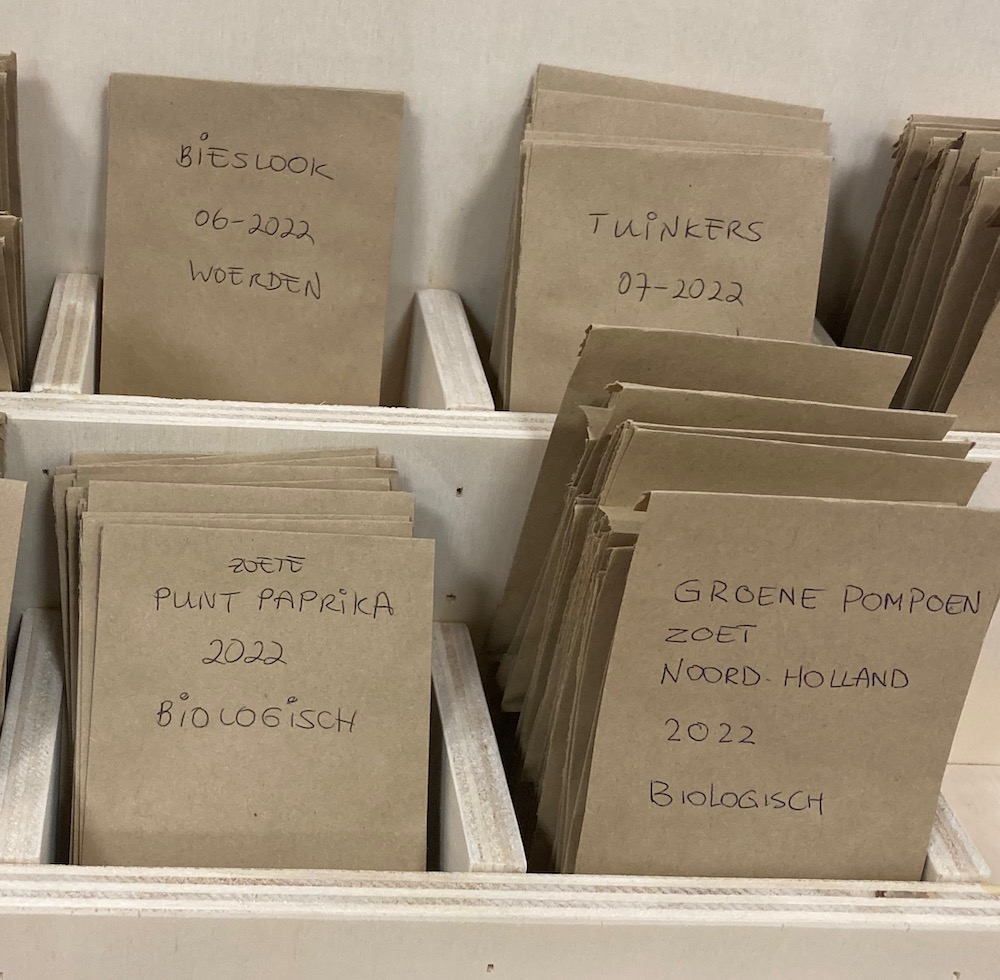 BIESLOOK
06-2022
WOERDEN
TUINKERS
07-2022
ZOETE
PUNT PAPRIKA
2022
BIOLOGISCH
GROENE POMPOEN
ZOET
NOORD-HOLLAND
2022
BIOLOGISCH